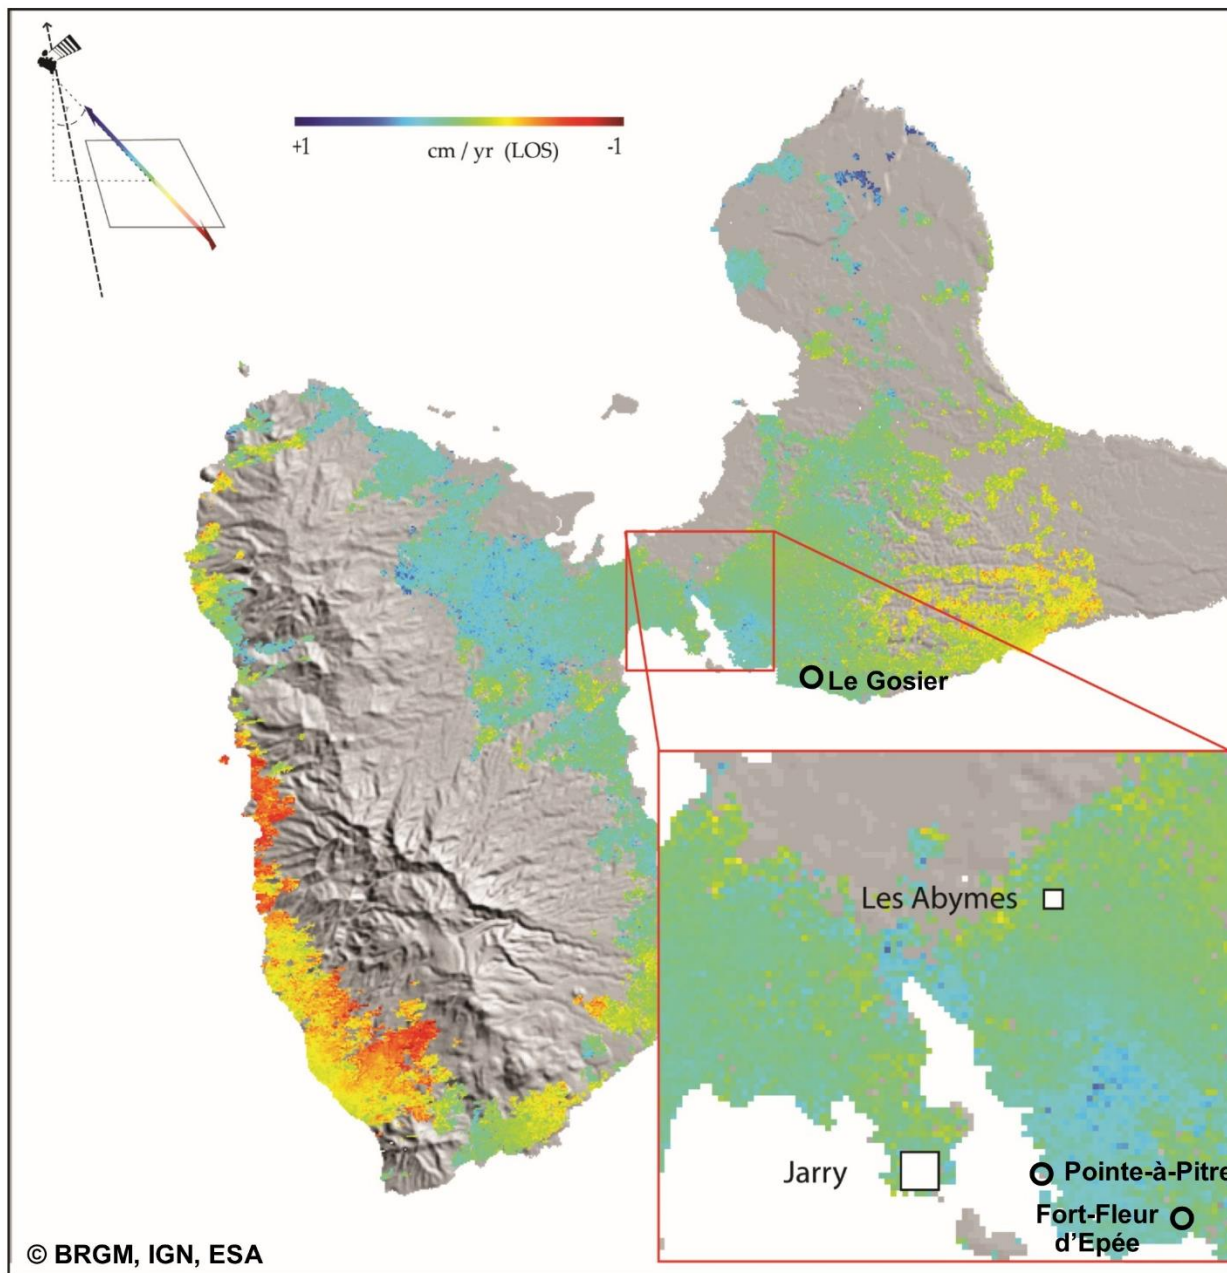 +1 cm / yr (LOS) -1
Le Gosier
Les Abymes
Jarry
Pointe-à-Pitre
Fort-Fleur
d'Epée
© BRGM, IGN, ESA